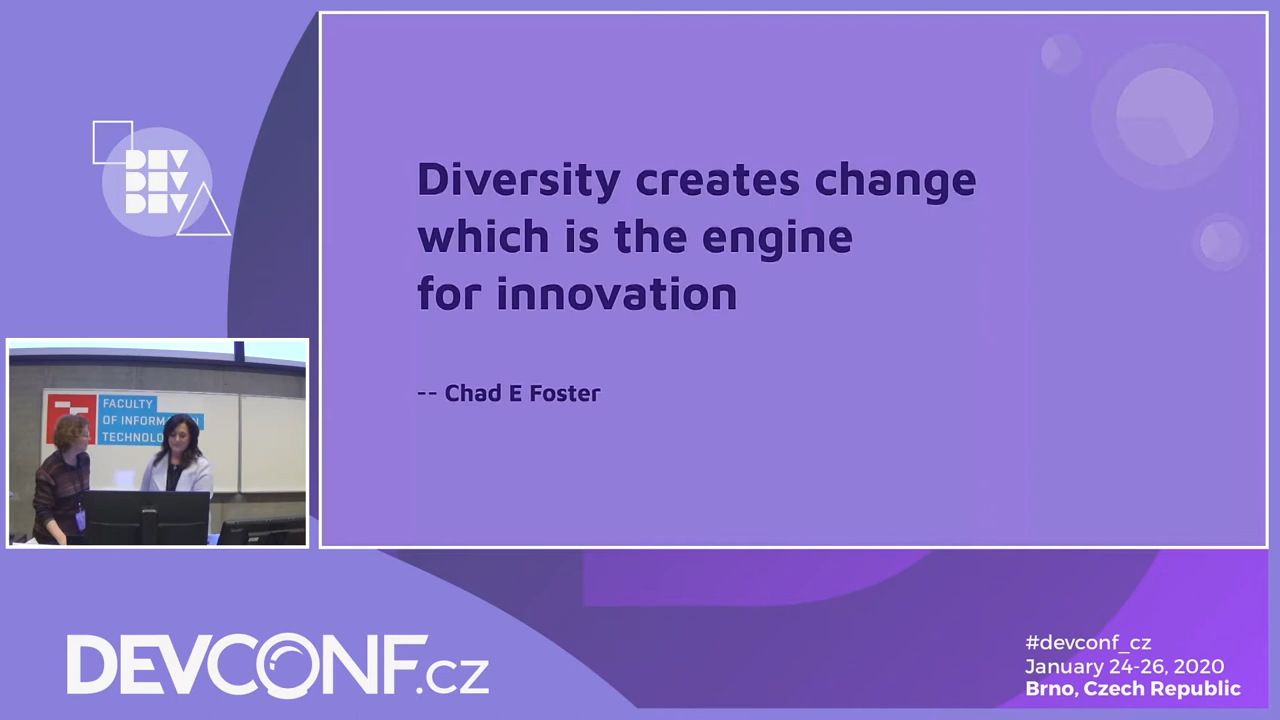 DEV
DEV
DEV
Diversity creates change
which is the engine
for innovation
-- Chad E Foster
FACULTY
OF INFORM
TECHNOLO
DEVCONF.CZ
#devconf_cz
January 24-26, 2020
Brno, Czech Republic